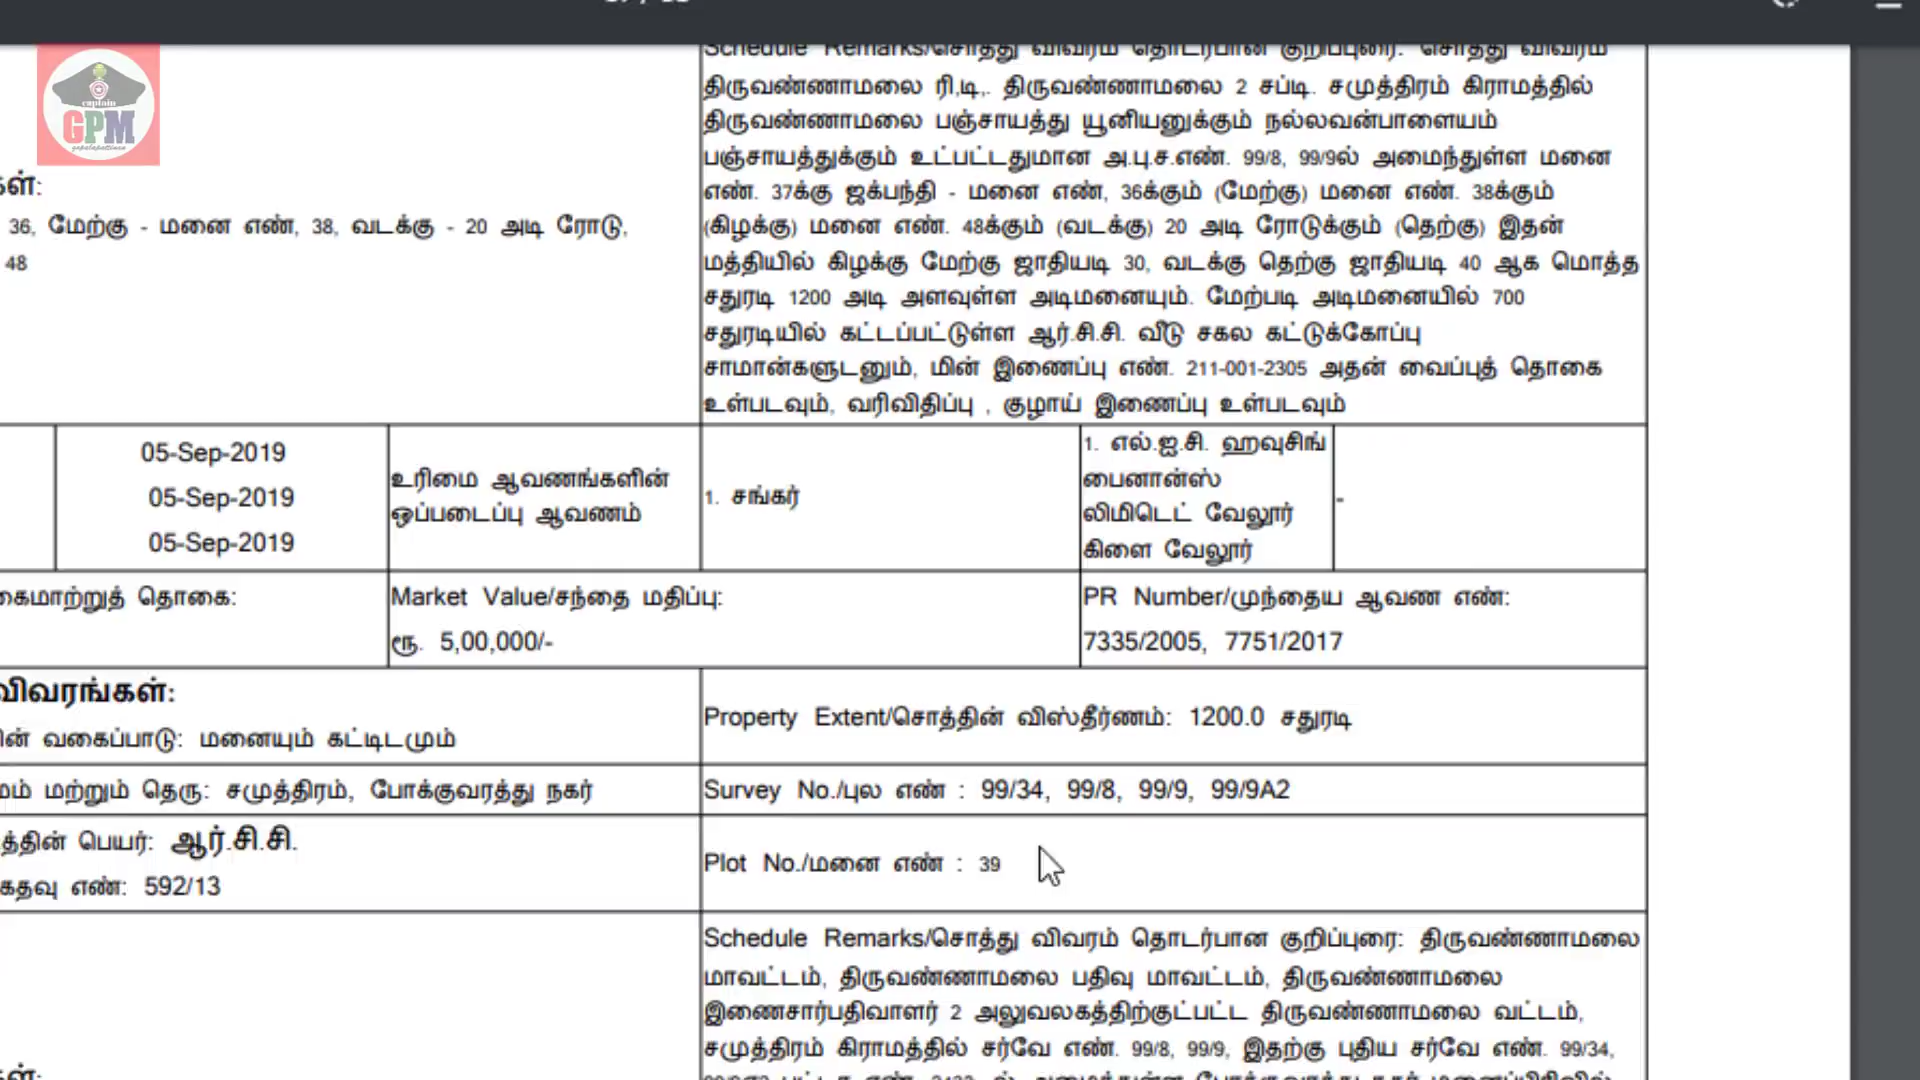 captain
GPM
Schedule Remarks/சொத்து விவரம் தொடர்பான குறிப்புரை: சொத்து விவரம்
திருவண்ணாமலை ரி,டி,. திருவண்ணாமலை 2 சப்டி. சமுத்திரம் கிராமத்தில்
திருவண்ணாமலை பஞ்சாயத்து யூனியனுக்கும் நல்லவன்பாளையம்
பஞ்சாயத்துக்கும் உட்பட்டதுமான அ.பு.ச.எண். 99/8, 99/9ல் அமைந்துள்ள மனை
எண். 37க்கு ஜக்பந்தி - மனை எண், 36க்கும் (மேற்கு) மனை எண். 38க்கும்
(கிழக்கு) மனை எண். 48க்கும் (வடக்கு) 20 அடி ரோடுக்கும் (தெற்கு) இதன்
மத்தியில் கிழக்கு மேற்கு ஜாதியடி 30, வடக்கு தெற்கு ஜாதியடி 40 ஆக மொத்த
சதுரடி 1200 அடி அளவுள்ள அடிமனையும். மேற்படி அடிமனையில் 700
சதுரடியில் கட்டப்பட்டுள்ள ஆர்.சி.சி. வீடு சகல கட்டுக்கோப்பு
சாமான்களுடனும், மின் இணைப்பு எண். 211-001-2305 அதன் வைப்புத் தொகை
உள்படவும், வரிவிதிப்பு , குழாய் இணைப்பு உள்படவும்
கள்:
36, மேற்கு - மனை எண், 38, வடக்கு - 20 அடி ரோடு,
48
05-Sep-2019
05-Sep-2019
05-Sep-2019
உரிமை ஆவணங்களின்
ஒப்படைப்பு ஆவணம்
1. சங்கர்
1. எல்.ஐ.சி. ஹவுசிங்
பைனான்ஸ்
லிமிடெட் வேலூர்
கிளை வேலூர்
-
கைமாற்றுத் தொகை:
Market Value/சந்தை மதிப்பு:
ரூ. 5,00,000/-
PR Number/முந்தைய ஆவண எண்:
7335/2005, 7751/2017
விவரங்கள்:
ின் வகைப்பாடு: மனையும் கட்டிடமும்
Property Extent/சொத்தின் விஸ்தீர்ணம்: 1200.0 சதுரடி
மம் மற்றும் தெரு: சமுத்திரம், போக்குவரத்து நகர்
Survey No./புல எண் : 99/34, 99/8, 99/9, 99/9A2
த்தின் பெயர்: ஆர்.சி.சி.
கதவு எண்: 592/13
Plot No./மனை எண் : 39
Schedule Remarks/சொத்து விவரம் தொடர்பான குறிப்புரை: திருவண்ணாமலை
மாவட்டம், திருவண்ணாமலை பதிவு மாவட்டம், திருவண்ணாமலை
இணைசார்பதிவாளர் 2 அலுவலகத்திற்குட்பட்ட திருவண்ணாமலை வட்டம்,
சமுத்திரம் கிராமத்தில் சர்வே எண். 99/8, 99/9, இதற்கு புதிய சர்வே எண். 99/34,
கள்: